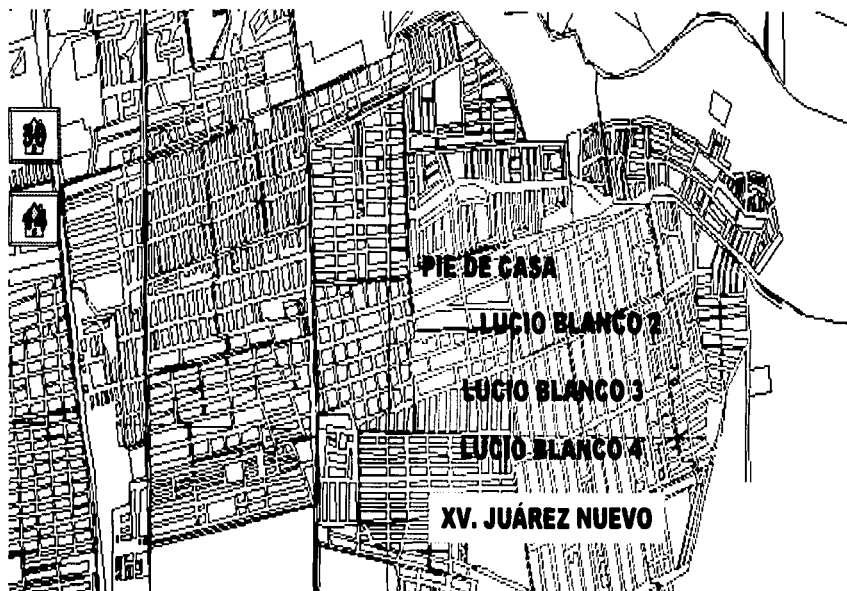 PIE DE CASA
LUCIO BLANCO 2
LUCIO BLANCO 3
LUCIO BLANCO 4
XV. JUÁREZ NUEVO